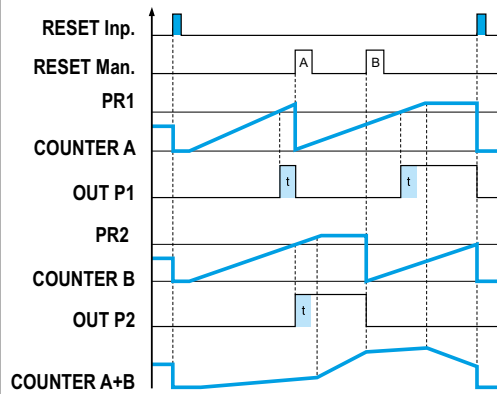 RESET Inp.
RESET Man.
A
B
PR1
COUNTER A
OUT P1
t
t
PR2
COUNTER B
OUT P2
t
COUNTER A+B